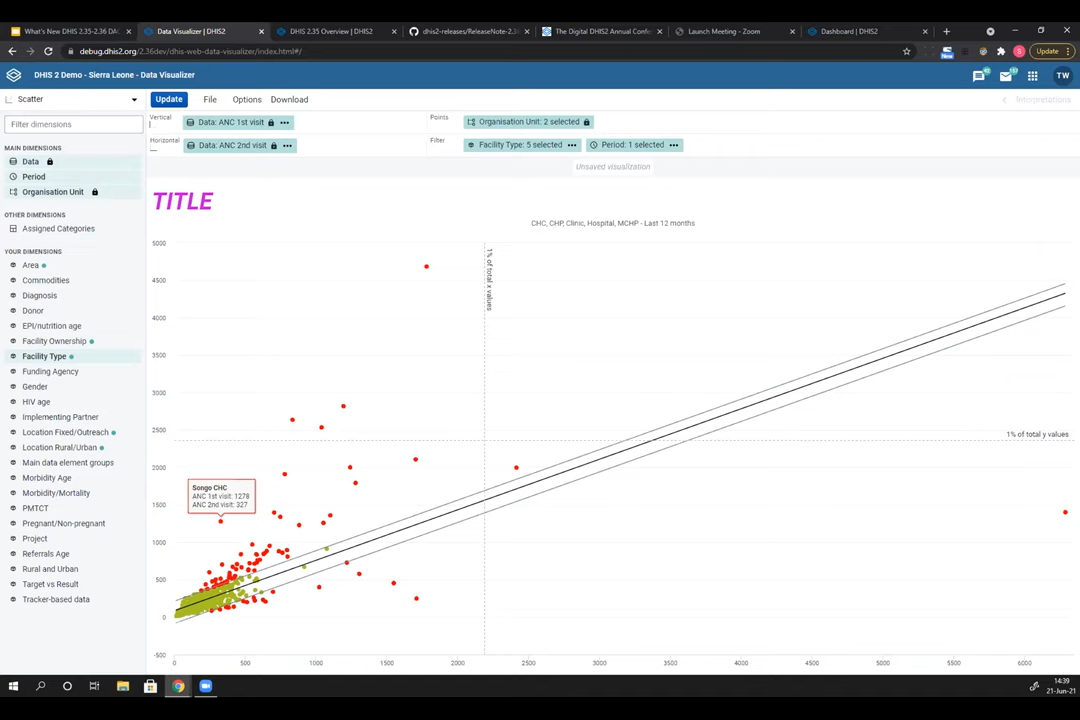 What's New DHIS 2.35-2.36 DAC
Data Visualizer | DHIS2
DHIS 2.35 Overview | DHIS2
dhis2-releases/ReleaseNote-2.3
The Digital DHIS2 Annual Confe
Launch Meeting - Zoom
Dashboard | DHIS2
debug.dhis2.org/2.36dev/dhis-web-data-visualizer/index.html#/
New
S
Update
DHIS 2 Demo - Sierra Leone - Data Visualizer
TW
Scatter
Update
File
Options
Download
Interpretations
Filter dimensions
Vertical
Data: ANC 1st visit
Points
Organisation Unit: 2 selected
Horizontal
Data: ANC 2nd visit
Filter
Facility Type: 5 selected
Period: 1 selected
Unsaved visualization
MAIN DIMENSIONS
Data
Period
Organisation Unit
OTHER DIMENSIONS
Assigned Categories
YOUR DIMENSIONS
Area
Commodities
Diagnosis
Donor
EPI/nutrition age
Facility Ownership
Facility Type
Funding Agency
Gender
HIV age
Implementing Partner
Location Fixed/Outreach
Location Rural/Urban
Main data element groups
Morbidity Age
Morbidity/Mortality
PMTCT
Pregnant/Non-pregnant
Project
Referrals Age
Rural and Urban
Target vs Result
Tracker-based data
TITLE
CHC, CHP, Clinic, Hospital, MCHP - Last 12 months
5000
4500
4000
3500
3000
2500
2000
1500
1000
500
0
-500
1% of total x values
1% of total y values
Songo CHC
ANC 1st visit: 1278
ANC 2nd visit: 327
0
500
1000
1500
2000
2500
3000
3500
4000
4500
5000
5500
6000
14:39
21-Jun-21